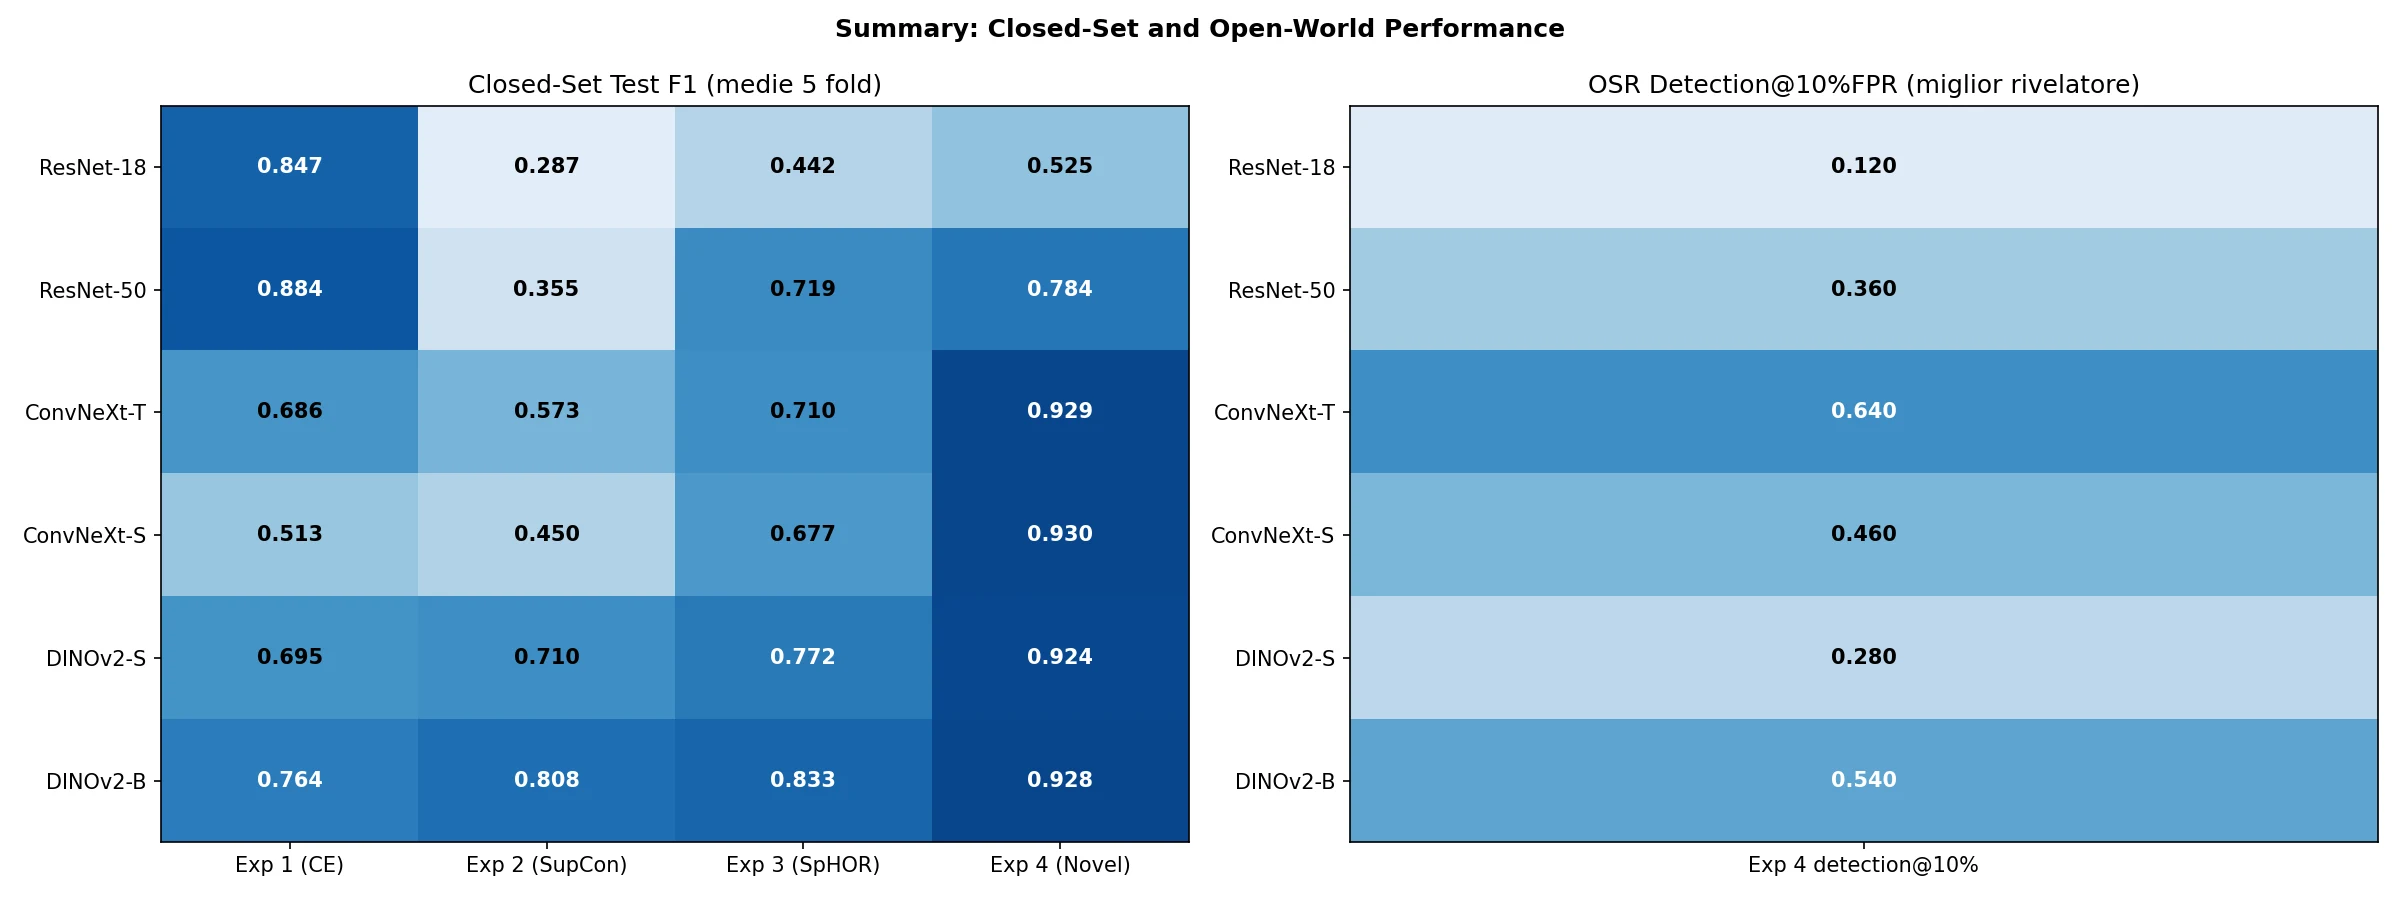 Summary: Closed-Set and Open-World Performance
Closed-Set Test F1 (medie 5 fold)
ResNet-18 0.847 0.287 0.442 0.525
ResNet-50 0.884 0.355 0.719 0.784
ConvNeXt-T 0.686 0.573 0.710 0.929
ConvNeXt-S 0.513 0.450 0.677 0.930
DINOv2-S 0.695 0.710 0.772 0.924
DINOv2-B 0.764 0.808 0.833 0.928
Exp 1 (CE) Exp 2 (SupCon) Exp 3 (SpHOR) Exp 4 (Novel)
OSR Detection@10%FPR (miglior rivelatore)
ResNet-18 0.120
ResNet-50 0.360
ConvNeXt-T 0.640
ConvNeXt-S 0.460
DINOv2-S 0.280
DINOv2-B 0.540
Exp 4 detection@10%